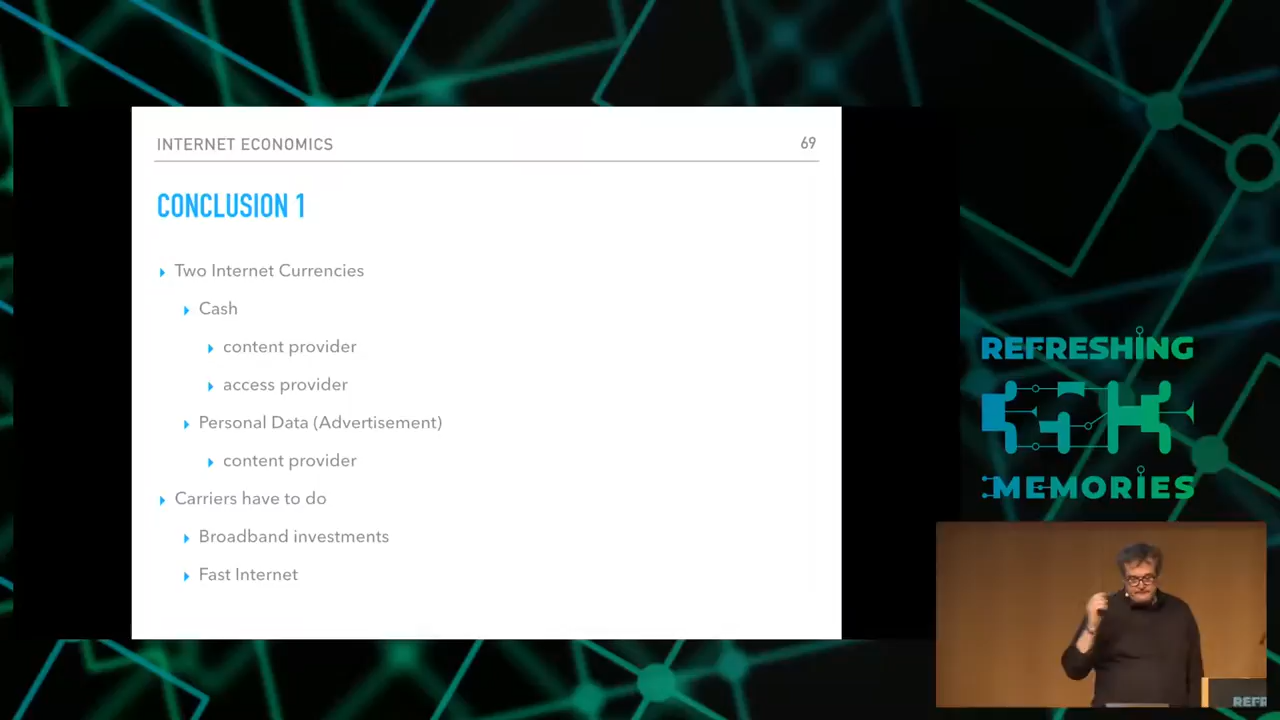 INTERNET ECONOMICS
69
CONCLUSION 1
Two Internet Currencies
Cash
content provider
access provider
Personal Data (Advertisement)
content provider
Carriers have to do
Broadband investments
Fast Internet
REFRESHING
MEMORIES
REFR